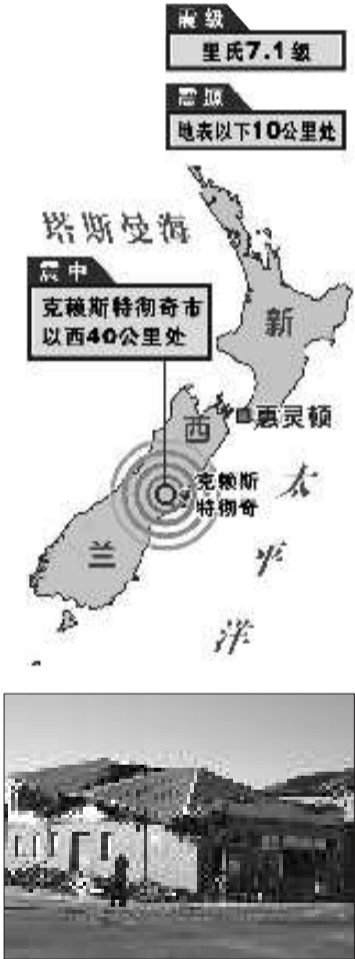 震级
里氏7.1级
震源
地表以下10公里处
塔斯曼海
震中
克赖斯特彻奇市
以西40公里处
新
西
兰
惠灵顿
克赖斯
特彻奇
太
平
洋